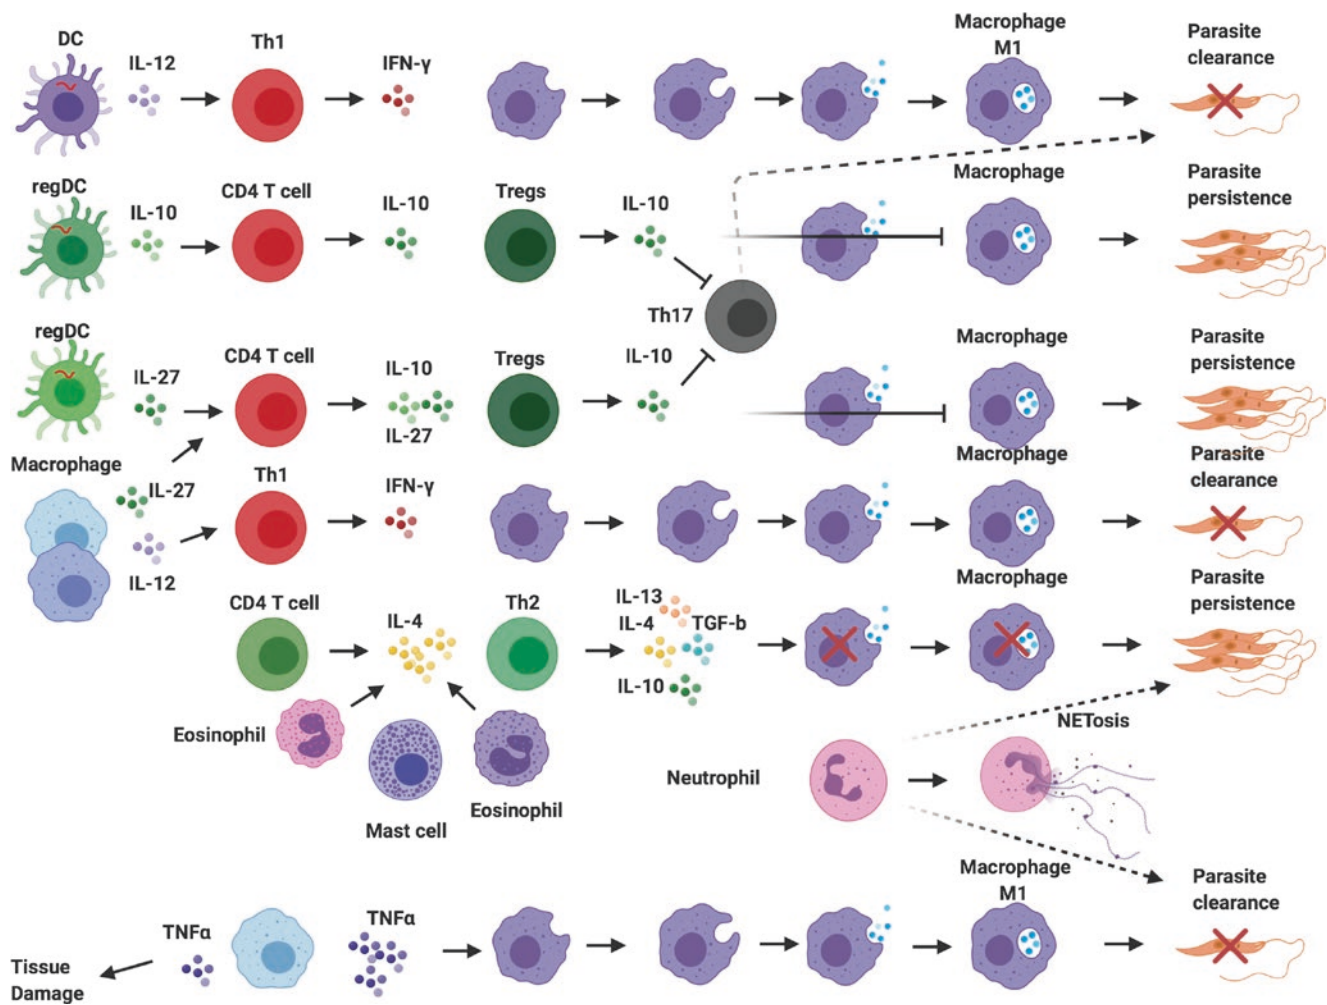 DC
IL-12
Th1
IFN-γ
Macrophage
M1
Parasite
clearance
regDC
IL-10
CD4 T cell
IL-10
Tregs
IL-10
Macrophage
Parasite
persistence
Th17
regDC
IL-27
CD4 T cell
IL-10
IL-27
Tregs
IL-10
Macrophage
Parasite
persistence
Macrophage
IL-27
IL-12
Th1
IFN-γ
Macrophage
Parasite
clearance
CD4 T cell
IL-4
Th2
IL-13
IL-4
TGF-b
IL-10
Macrophage
Parasite
persistence
Eosinophil
Mast cell
Eosinophil
Neutrophil
NETosis
Tissue
Damage
TNFα
TNFα
Macrophage
M1
Parasite
clearance